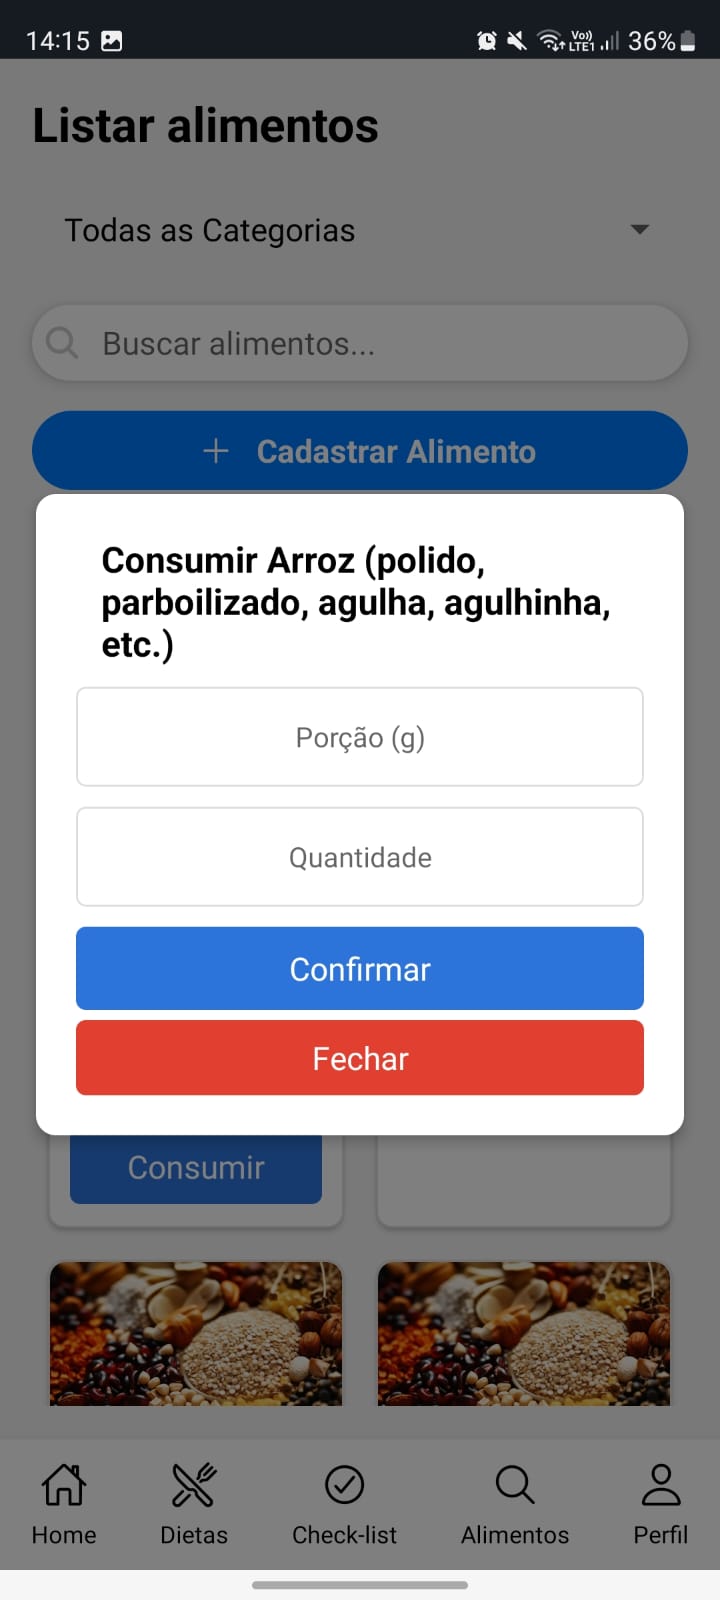 14:15
Vo))
LTE1
36%
Listar alimentos
Todas as Categorias
Buscar alimentos...
+ Cadastrar Alimento
Consumir Arroz (polido,
parboilizado, agulha, agulhinha,
etc.)
Porção (g)
Quantidade
Confirmar
Fechar
Consumir
Home Dietas Check-list Alimentos Perfil